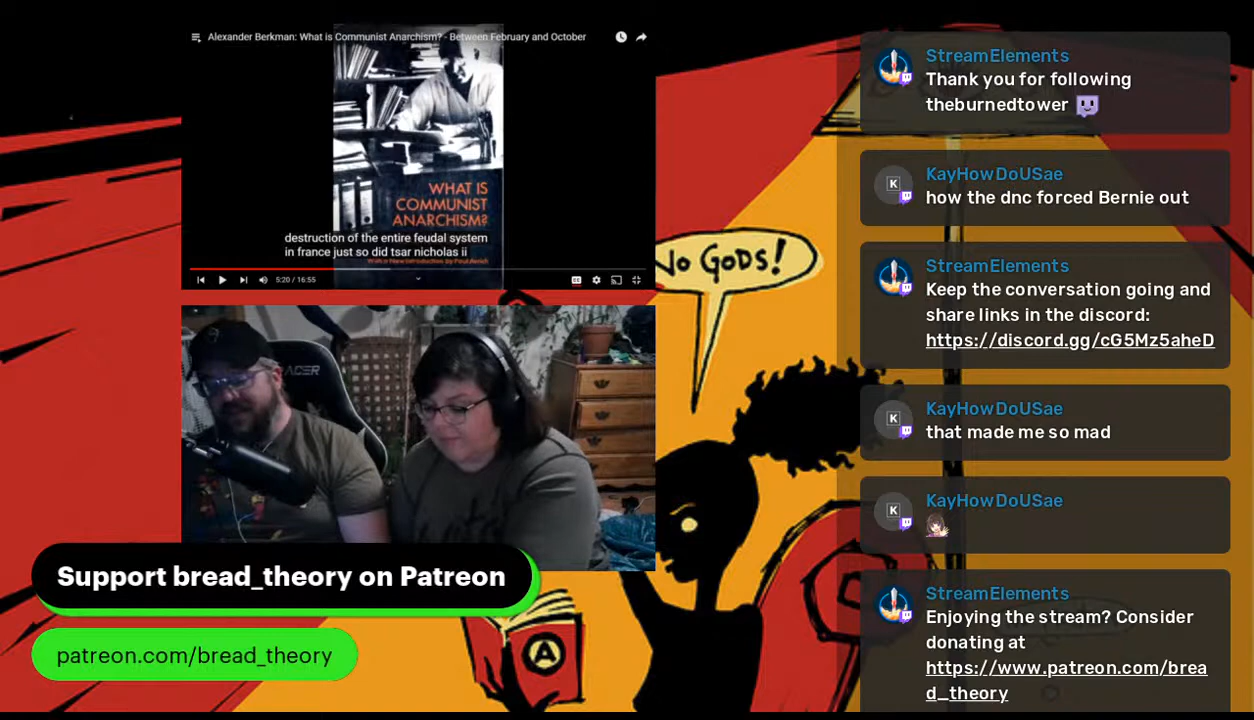 Alexander Berkman: What is Communist Anarchism? - Between February and October
WHAT IS
COMMUNIST
ANARCHISM?
destruction of the entire feudal system
in france just so did tsar nicholas ii
5:20 / 16:55
No GODS!
RACER
Support bread_theory on Patreon
patreon.com/bread_theory
A
StreamElements
Thank you for following
theburnedtower
K
KayHowDoUSae
how the dnc forced Bernie out
StreamElements
Keep the conversation going and
share links in the discord:
https://discord.gg/cG5Mz5aheD
K
KayHowDoUSae
that made me so mad
K
KayHowDoUSae
StreamElements
Enjoying the stream? Consider
donating at
https://www.patreon.com/brea
d_theory